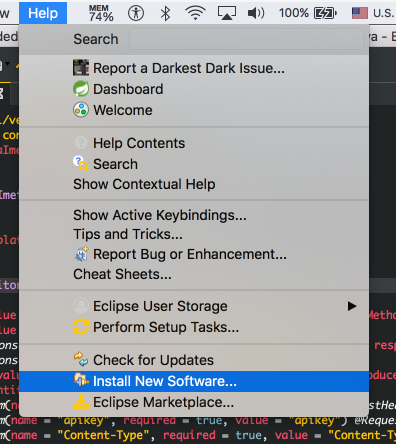 w Help MEM 74% 100% U.S.
Search
Report a Darkest Dark Issue...
Dashboard
Welcome
Help Contents
Search
Show Contextual Help
Show Active Keybindings...
Tips and Tricks...
Report Bug or Enhancement...
Cheat Sheets...
Eclipse User Storage
Perform Setup Tasks...
Check for Updates
Install New Software...
Eclipse Marketplace...
m(name = "apikey", required = true, value = "apikey") @Reque
m(name = "Content-Type", required = true, value = "Content-T